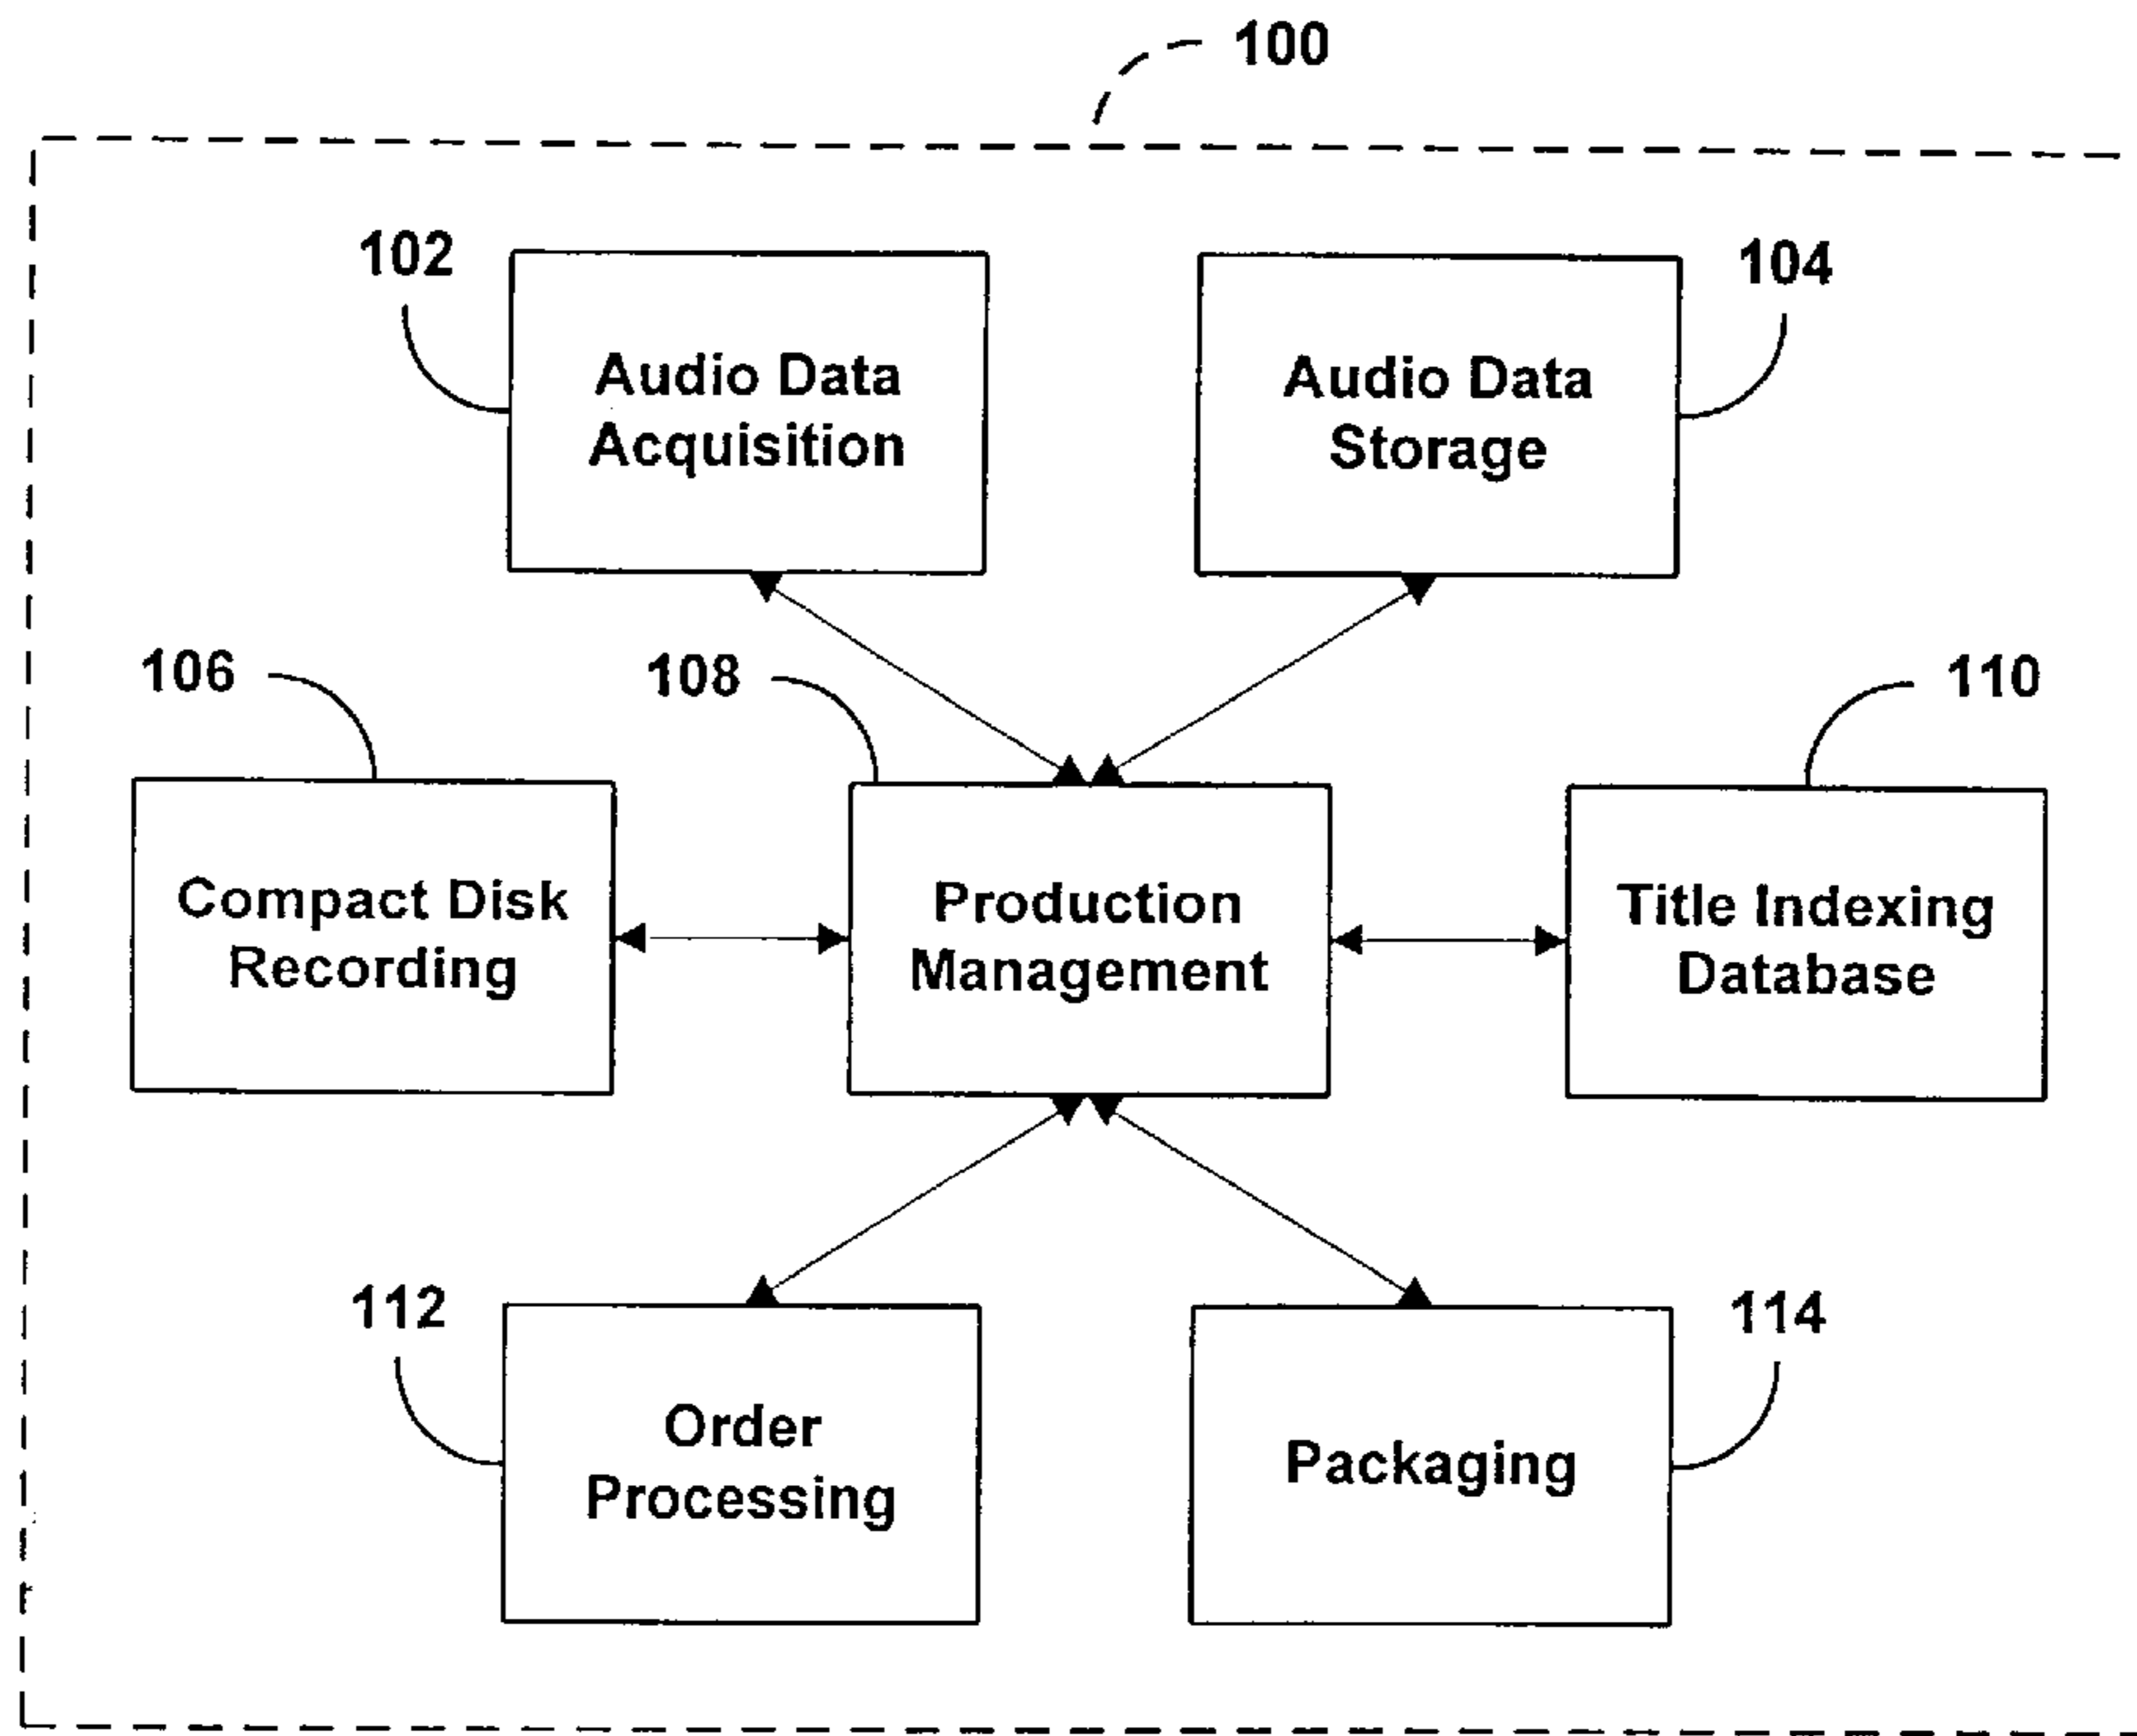 100
102
104
Audio Data
Acquisition
Audio Data
Storage
106
108
110
Compact Disk
Recording
Production
Management
Title Indexing
Database
112
114
Order
Processing
Packaging